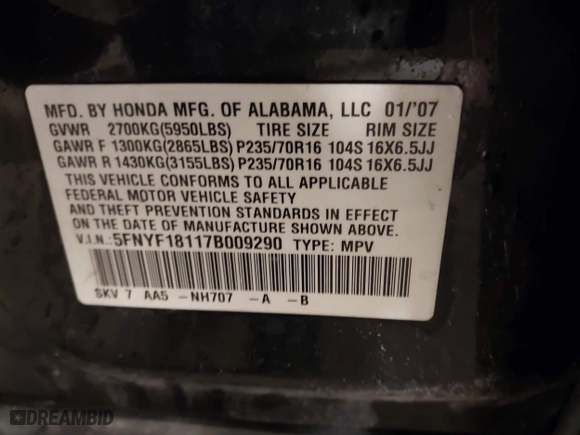 MFD. BY HONDA MFG. OF ALABAMA, LLC 01/'07
GVWR 2700KG(5950LBS) TIRE SIZE RIM SIZE
GAWR F 1300KG(2865LBS) P235/70R16 104S 16X6.5JJ
GAWR R 1430KG(3155LBS) P235/70R16 104S 16X6.5JJ
THIS VEHICLE CONFORMS TO ALL APPLICABLE
FEDERAL MOTOR VEHICLE SAFETY
AND THEFT PREVENTION STANDARDS IN EFFECT
ON THE DATE OF MANUFACTURE SHOWN ABOVE.
V.I.N.:5FNYF18117B009290 TYPE: MPV
SKV 7 AA5 -NH707 -A -B
DREAMBID